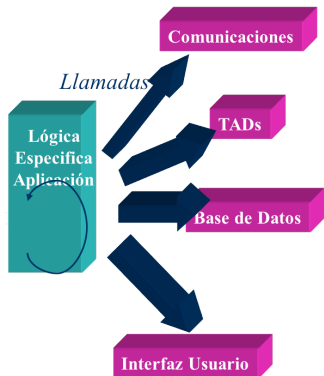 Comunicaciones
Llamadas
TADs
Lógica
Especifica
Aplicación
Base de Datos
Interfaz Usuario